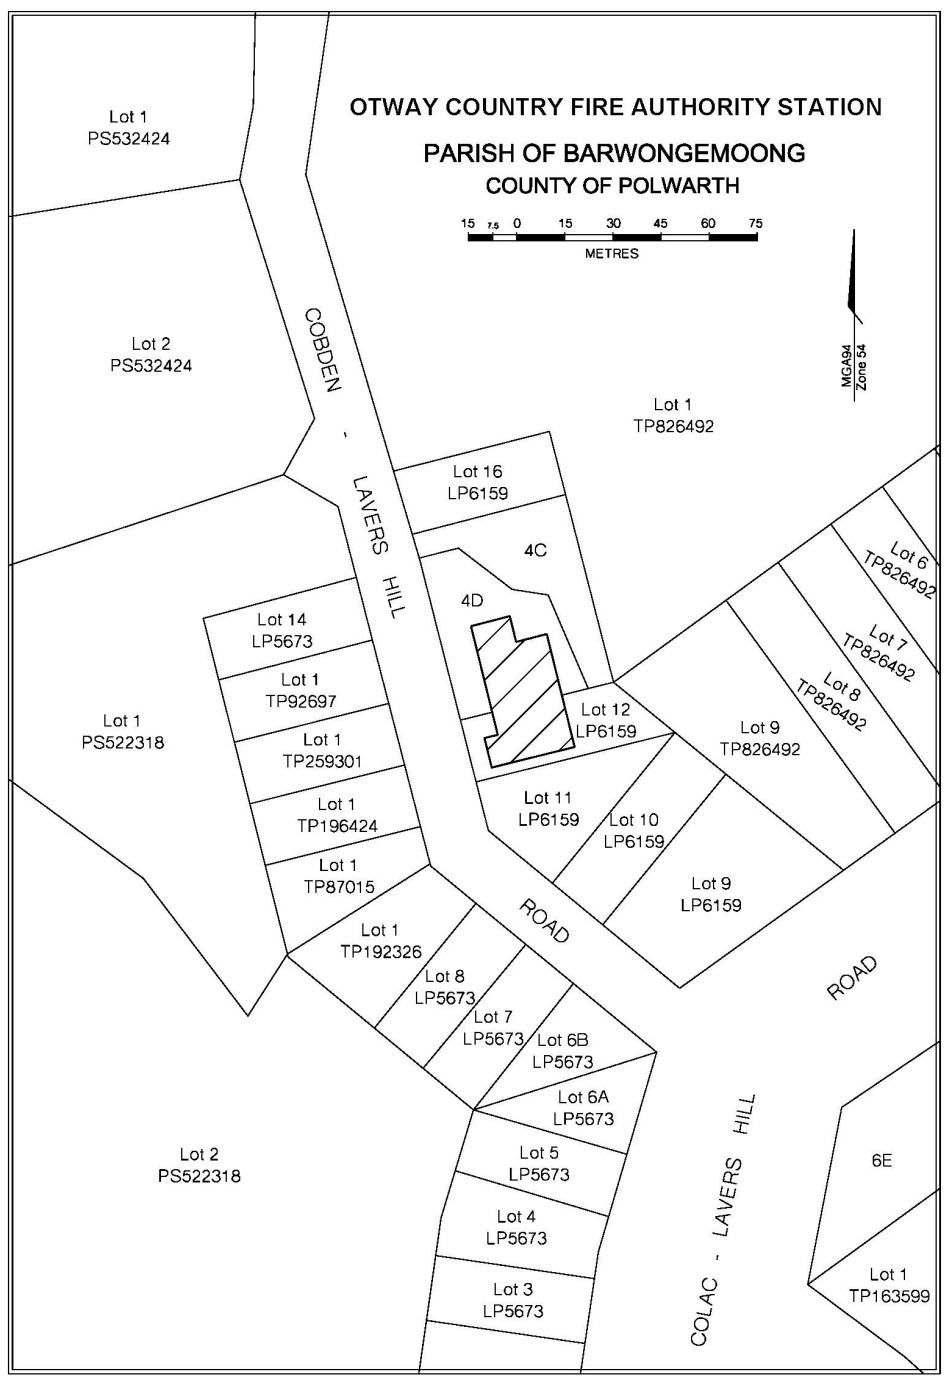 OTWAY COUNTRY FIRE AUTHORITY STATION
PARISH OF BARWONGEMOONG
COUNTY OF POLWARTH
15 7.5 0 15 30 45 60 75
METRES
MGA94
Zone 54
Lot 1
PS532424
Lot 2
PS532424
COBDEN - LAVERS HILL ROAD
Lot 1
TP826492
Lot 16
LP6159
4C
4D
Lot 6
TP826492
Lot 7
TP826492
Lot 8
TP826492
Lot 9
TP826492
Lot 12
LP6159
Lot 11
LP6159
Lot 10
LP6159
Lot 9
LP6159
Lot 14
LP5673
Lot 1
TP92697
Lot 1
TP259301
Lot 1
TP196424
Lot 1
TP87015
Lot 1
PS522318
Lot 1
TP192326
Lot 8
LP5673
Lot 7
LP5673
Lot 6B
LP5673
Lot 6A
LP5673
Lot 5
LP5673
Lot 4
LP5673
Lot 3
LP5673
Lot 2
PS522318
COLAC - LAVERS HILL ROAD
6E
Lot 1
TP163599